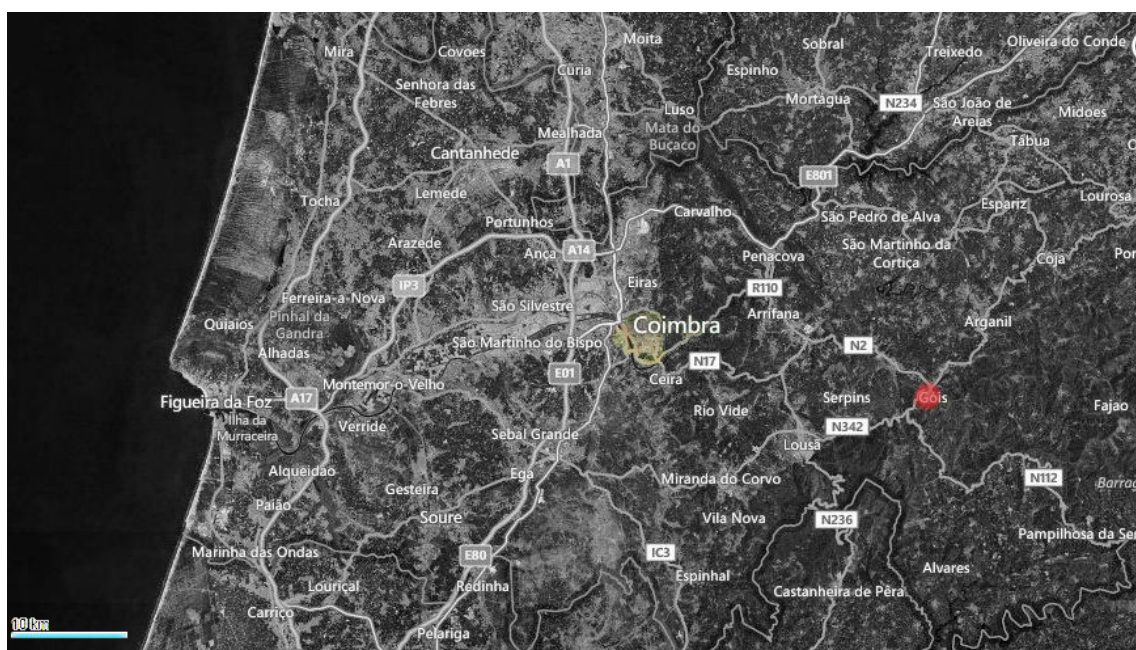 Moita
Sobral
Treixedo
Oliveira do Conde
Mira
Covoes
Curia
Espinho
Senhora das
Febres
Luso
Mortágua
N234
São João de
Areias
Midoes
Mealhada
Mata do
Buçaco
Tábua
Cantanhede
A1
E801
Lemede
Tocha
Lourosa
Espariz
Portunhos
Carvalho
São Pedro de Alva
Arazede
Ançã
A14
São Martinho da
Cortiça
Penacova
Coja
IP3
Eiras
R110
Ferreira-a-Nova
São Silvestre
Arrifana
Pinhal da
Gandra
Quiaios
Coimbra
Arganil
Alhadas
São Martinho do Bispo
N2
N17
Montemor-o-Velho
E01
Ceira
Figueira da Foz
A17
Serpins
Góis
Fajao
Ilha da
Murraceira
Verride
Rio Vide
N342
Sebal Grande
Lousã
Alqueidao
Ega
Miranda do Corvo
N112
Gesteira
Paião
Soure
Vila Nova
N236
Marinha das Ondas
E80
IC3
Alvares
Louriçal
Redinha
Espinhal
Castanheira de Pêra
Carriço
10 km
Pelariga